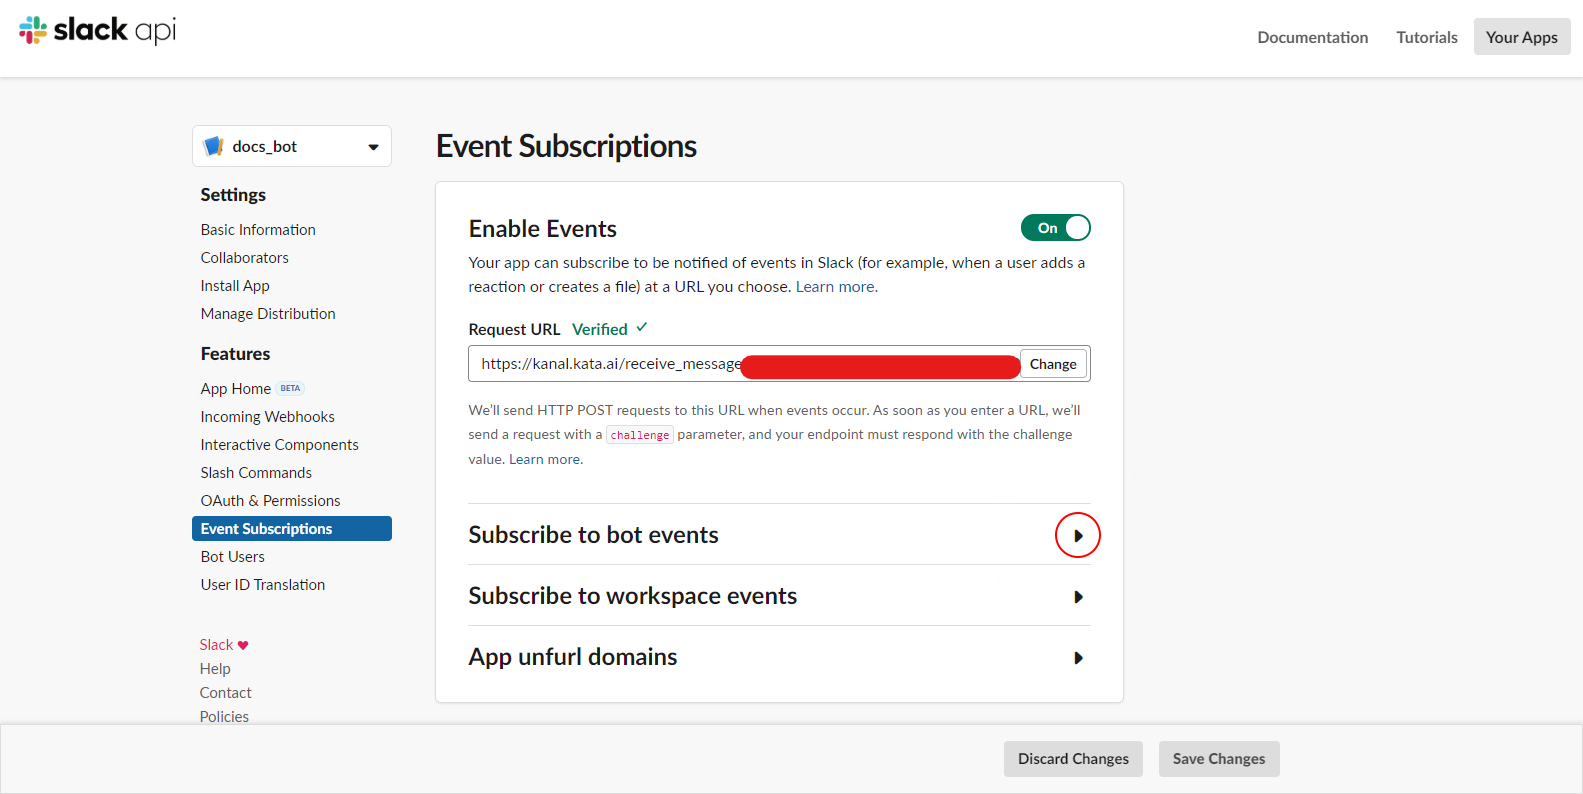 slack api
Documentation
Tutorials
Your Apps
docs_bot
Settings
Basic Information
Collaborators
Install App
Manage Distribution
Features
App Home BETA
Incoming Webhooks
Interactive Components
Slash Commands
OAuth & Permissions
Event Subscriptions
Bot Users
User ID Translation
Slack ♥
Help
Contact
Policies
Event Subscriptions
Enable Events
On
Your app can subscribe to be notified of events in Slack (for example, when a user adds a
reaction or creates a file) at a URL you choose. Learn more.
Request URL Verified ✓
https://kanal.kata.ai/receive_message
Change
We’ll send HTTP POST requests to this URL when events occur. As soon as you enter a URL, we’ll
send a request with a challenge parameter, and your endpoint must respond with the challenge
value. Learn more.
Subscribe to bot events
Subscribe to workspace events
App unfurl domains
Discard Changes
Save Changes